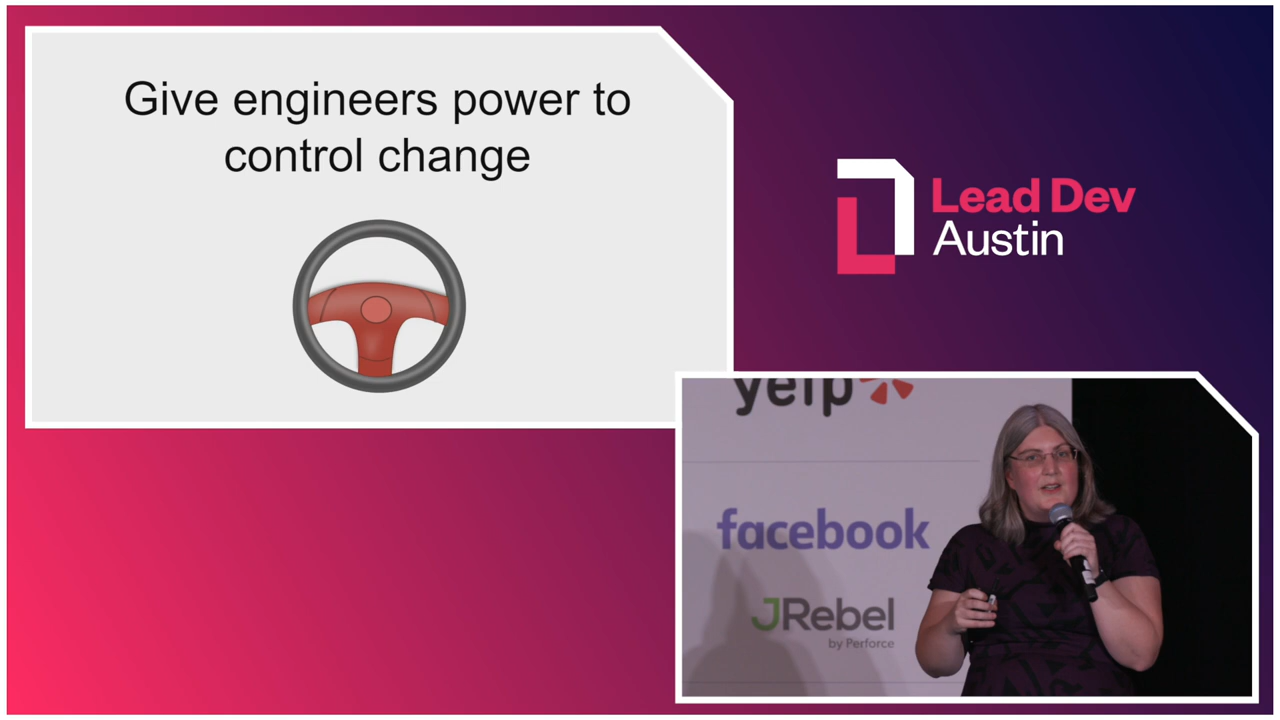 Give engineers power to
control change
Lead Dev
Austin
yelp
facebook
JRebel
by Perforce